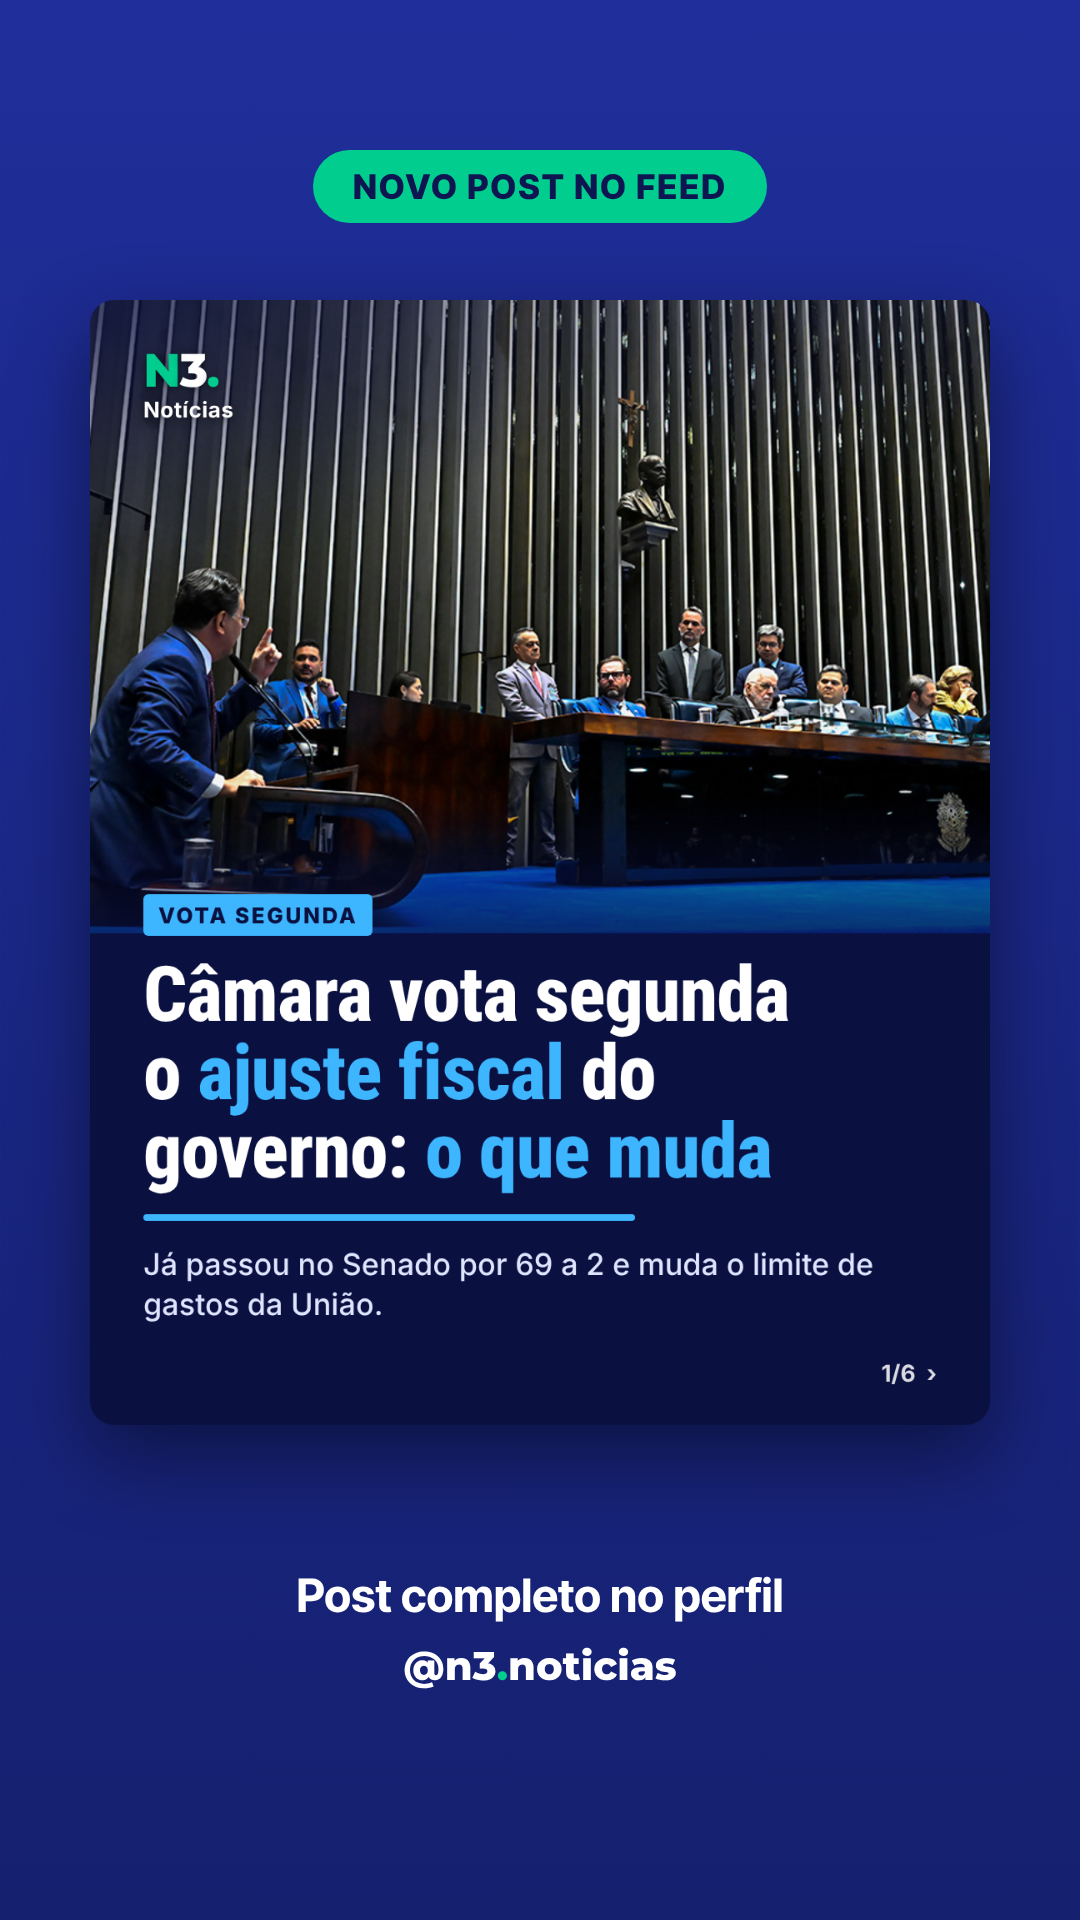 NOVO POST NO FEED
N3.
Notícias
VOTA SEGUNDA
Câmara vota segunda
o ajuste fiscal do
governo: o que muda
Já passou no Senado por 69 a 2 e muda o limite de
gastos da União.
1/6 ›
Post completo no perfil
@n3.noticias